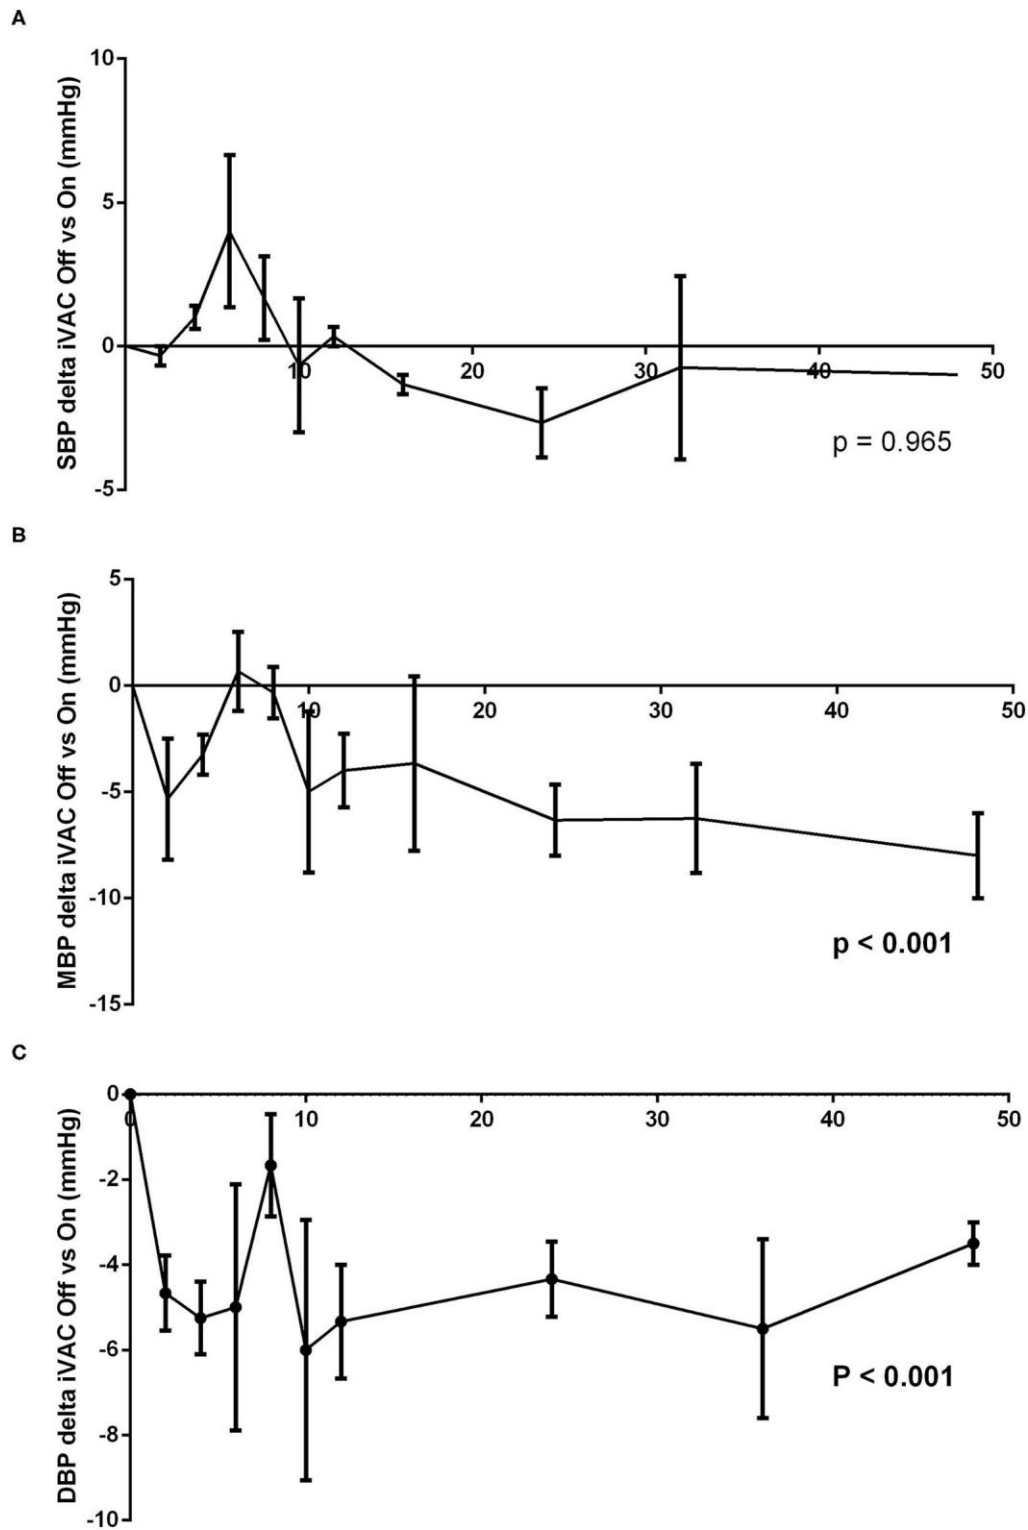 A
SBP delta iVAC Off vs On (mmHg)
10
5
0
-5
10 20 30 40 50
p = 0.965
B
MBP delta iVAC Off vs On (mmHg)
5
0
-5
-10
-15
10 20 30 40 50
p < 0.001
C
DBP delta iVAC Off vs On (mmHg)
0
-2
-4
-6
-8
-10
0 10 20 30 40 50
P < 0.001